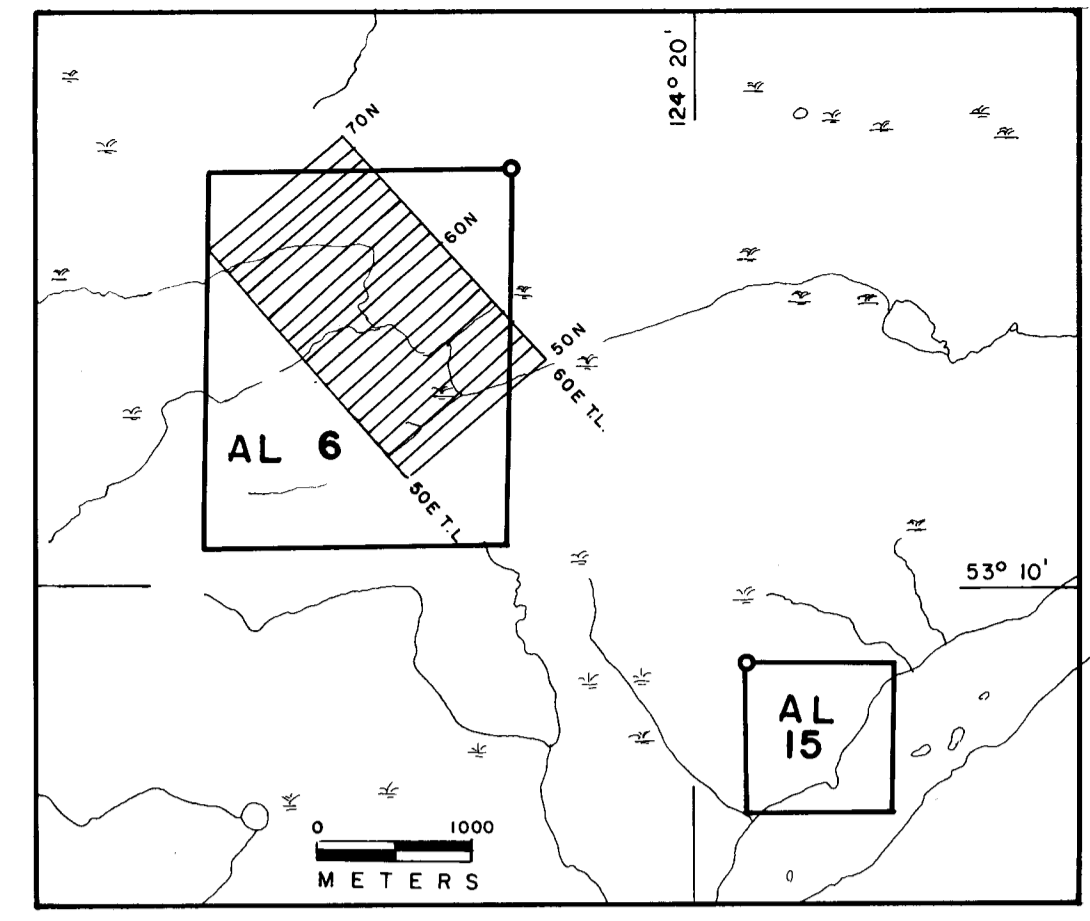 124° 20'
70N
60N
50N
60E T.L.
AL 6
50E T.L.
53° 10'
AL
15
0 1000
METERS